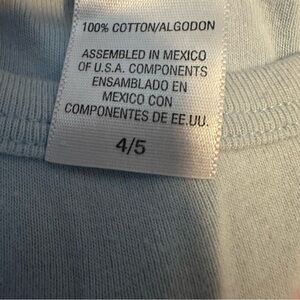 100% COTTON/ALGODON
ASSEMBLED IN MEXICO
OF U.S.A. COMPONENTS
ENSAMBLADO EN
MEXICO CON
COMPONENTES DE EE.UU.
4/5